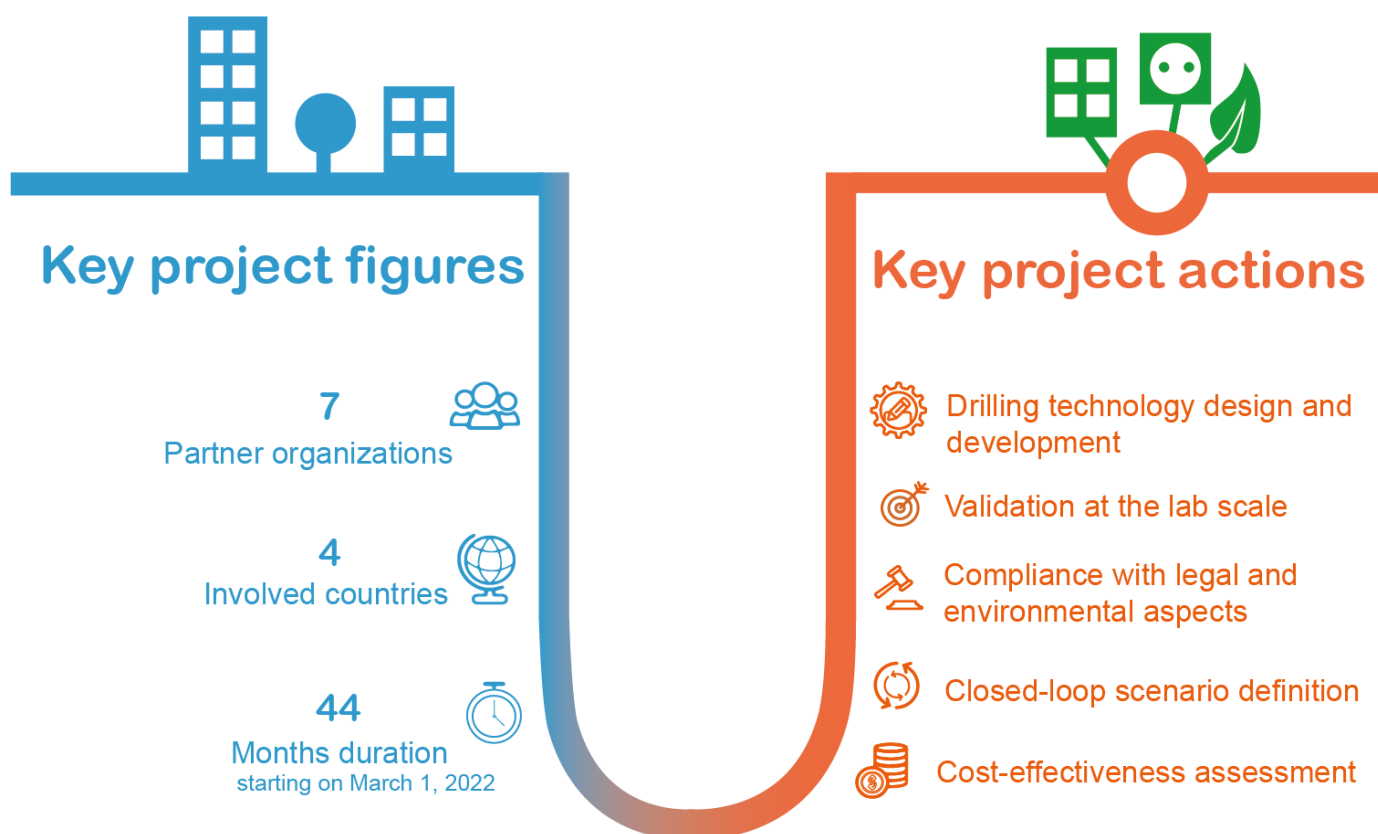 Key project figures
7
Partner organizations
4
Involved countries
44
Months duration
starting on March 1, 2022
Key project actions
Drilling technology design and
development
Validation at the lab scale
Compliance with legal and
environmental aspects
Closed-loop scenario definition
$
Cost-effectiveness assessment